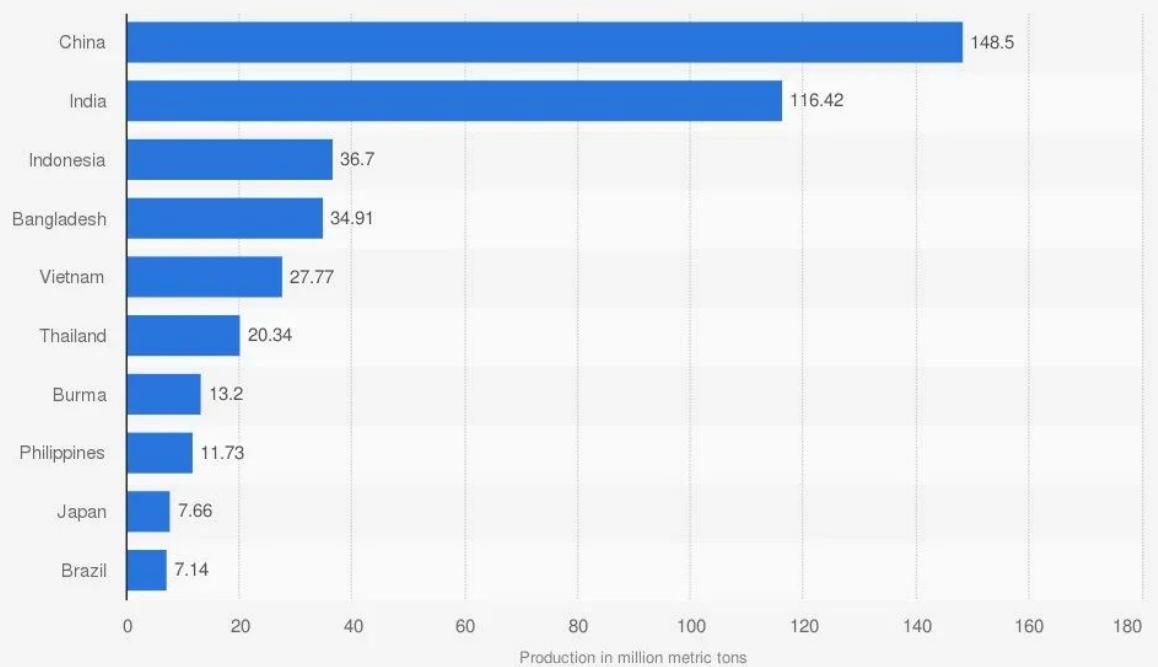 China 148.5
India 116.42
Indonesia 36.7
Bangladesh 34.91
Vietnam 27.77
Thailand 20.34
Burma 13.2
Philippines 11.73
Japan 7.66
Brazil 7.14
0 20 40 60 80 100 120 140 160 180
Production in million metric tons